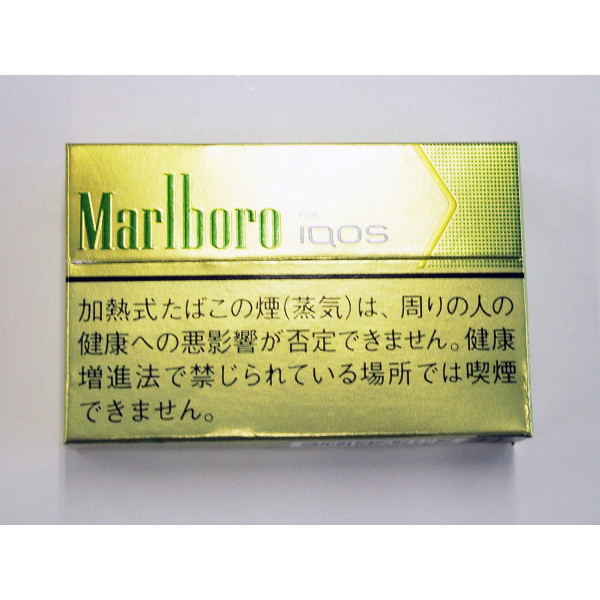 Marlboro
FOR
IQOS
加熱式たばこの煙(蒸気)は、周りの人の
健康への悪影響が否定できません。健康
増進法で禁じられている場所では喫煙
できません。